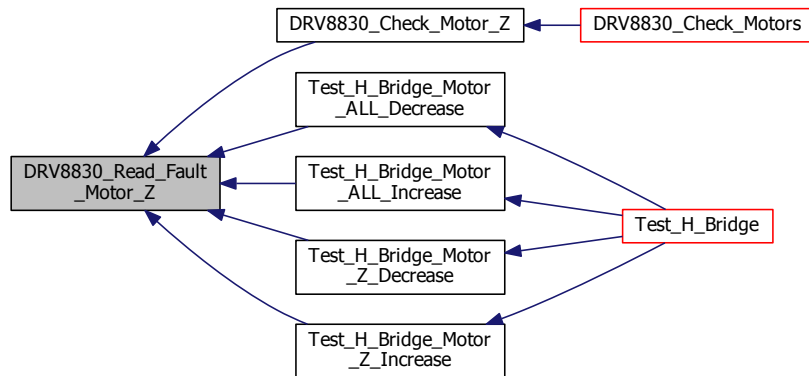 DRV8830_Check_Motor_Z
DRV8830_Check_Motors
Test_H_Bridge_Motor
_ALL_Decrease
DRV8830_Read_Fault
_Motor_Z
Test_H_Bridge_Motor
_ALL_Increase
Test_H_Bridge
Test_H_Bridge_Motor
_Z_Decrease
Test_H_Bridge_Motor
_Z_Increase